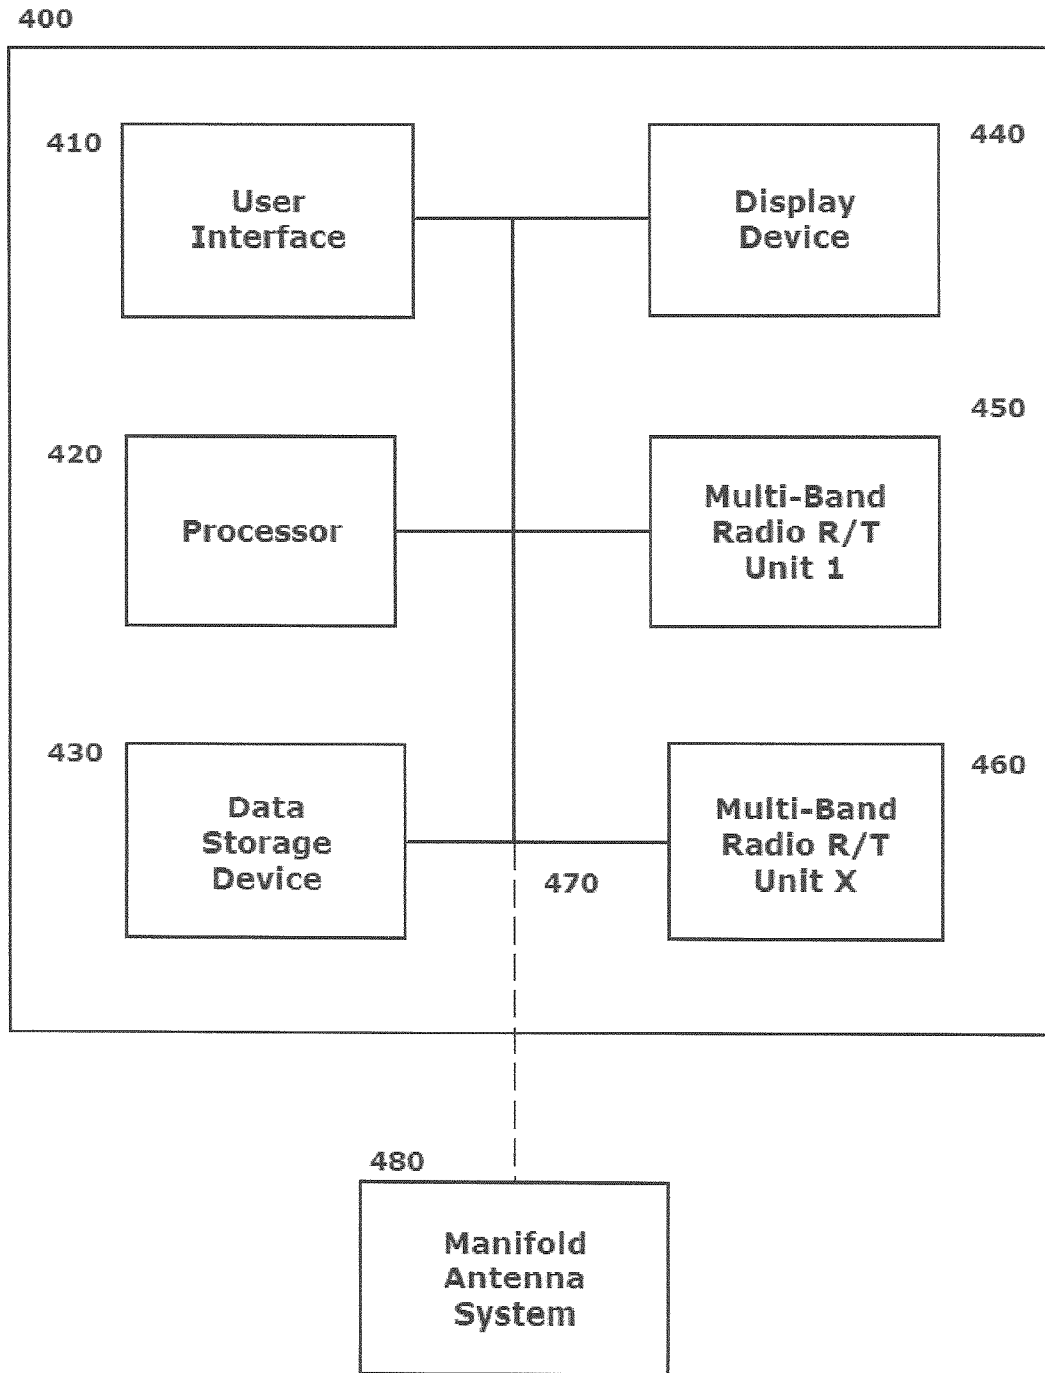 400
410
User
Interface
440
Display
Device
420
Processor
450
Multi-Band
Radio R/T
Unit 1
430
Data
Storage
Device
460
Multi-Band
Radio R/T
Unit X
470
480
Manifold
Antenna
System